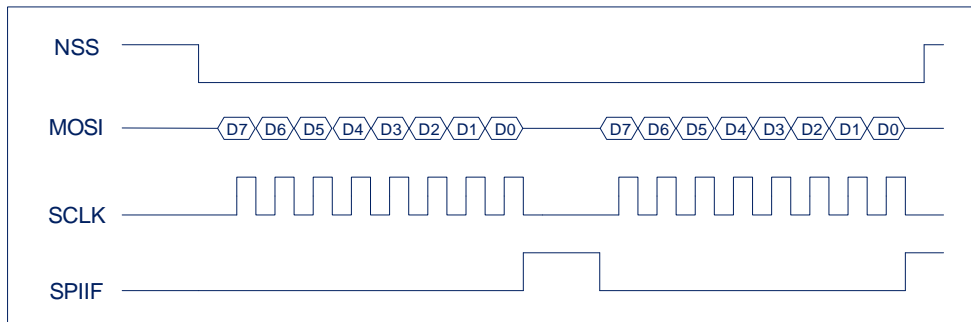 NSS
MOSI D7 D6 D5 D4 D3 D2 D1 D0 D7 D6 D5 D4 D3 D2 D1 D0
SCLK
SPIIF